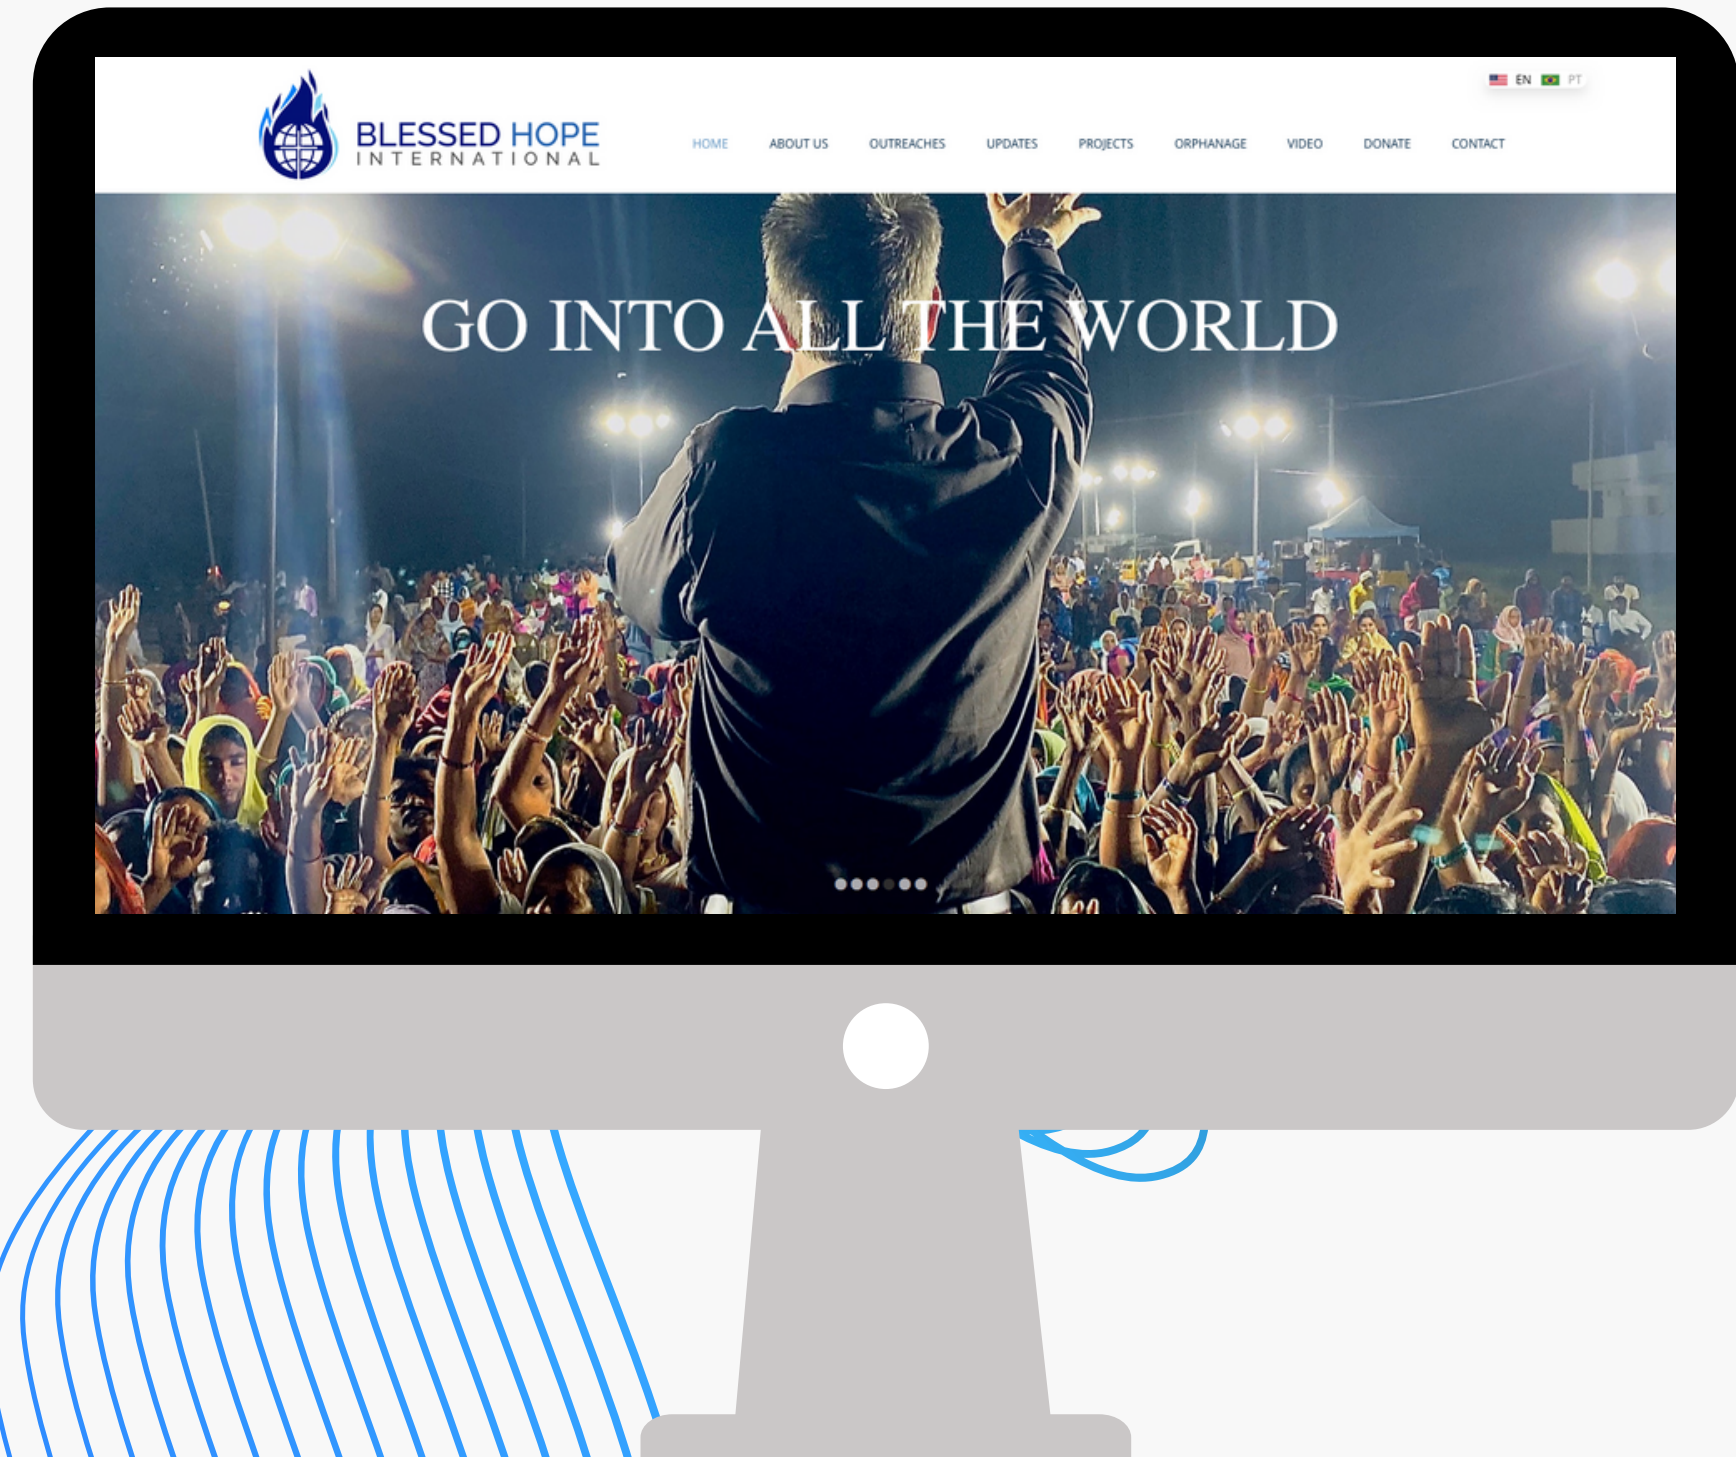 EN PT
BLESSED HOPE
INTERNATIONAL
HOME ABOUT US OUTREACHES UPDATES PROJECTS ORPHANAGE VIDEO DONATE CONTACT
GO INTO ALL THE WORLD